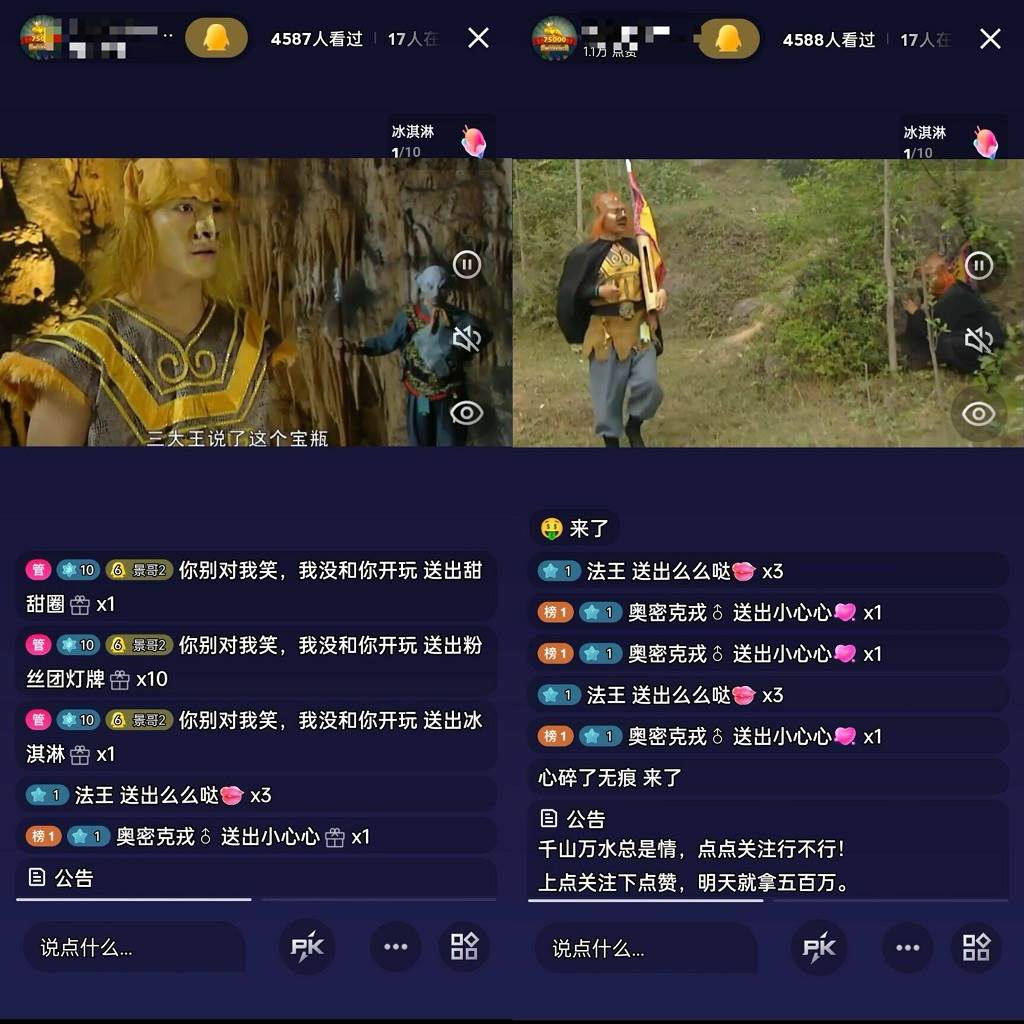 4587人看过
17人在
冰淇淋
1/10
三大王说了这个宝瓶
管 10 6 景哥2 你别对我笑，我没和你开玩 送出甜
甜圈 x1
管 10 6 景哥2 你别对我笑，我没和你开玩 送出粉
丝团灯牌 x10
管 10 6 景哥2 你别对我笑，我没和你开玩 送出冰
淇淋 x1
1 法王 送出么么哒 x3
榜1 1 奥密克戎♂ 送出小心心 x1
公告
说点什么...
PK
1.1万 点赞
4588人看过
17人在
冰淇淋
1/10
来了
1 法王 送出么么哒 x3
榜1 1 奥密克戎♂ 送出小心心 x1
榜1 1 奥密克戎♂ 送出小心心 x1
1 法王 送出么么哒 x3
榜1 1 奥密克戎♂ 送出小心心 x1
心碎了无痕 来了
公告
千山万水总是情，点点关注行不行！
上点关注下点赞，明天就拿五百万。
说点什么...
PK